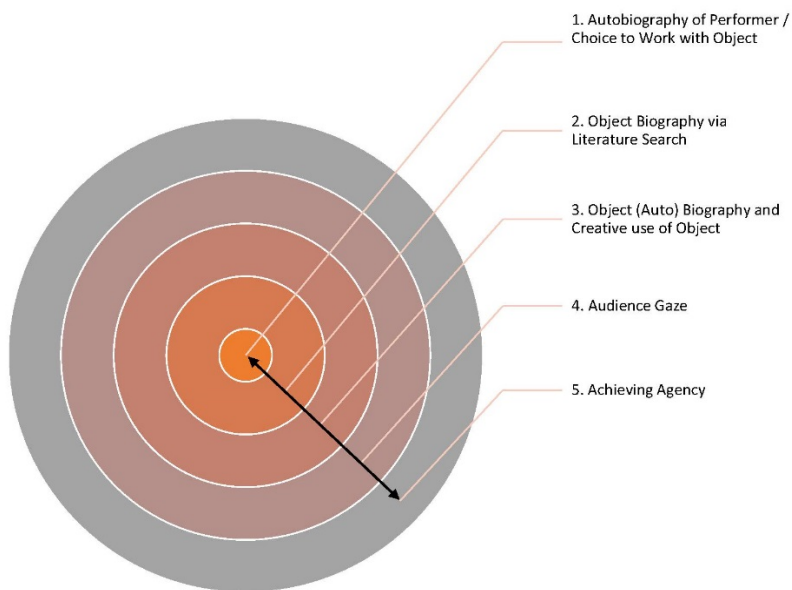 1. Autobiography of Performer /
Choice to Work with Object
2. Object Biography via
Literature Search
3. Object (Auto) Biography and
Creative use of Object
4. Audience Gaze
5. Achieving Agency